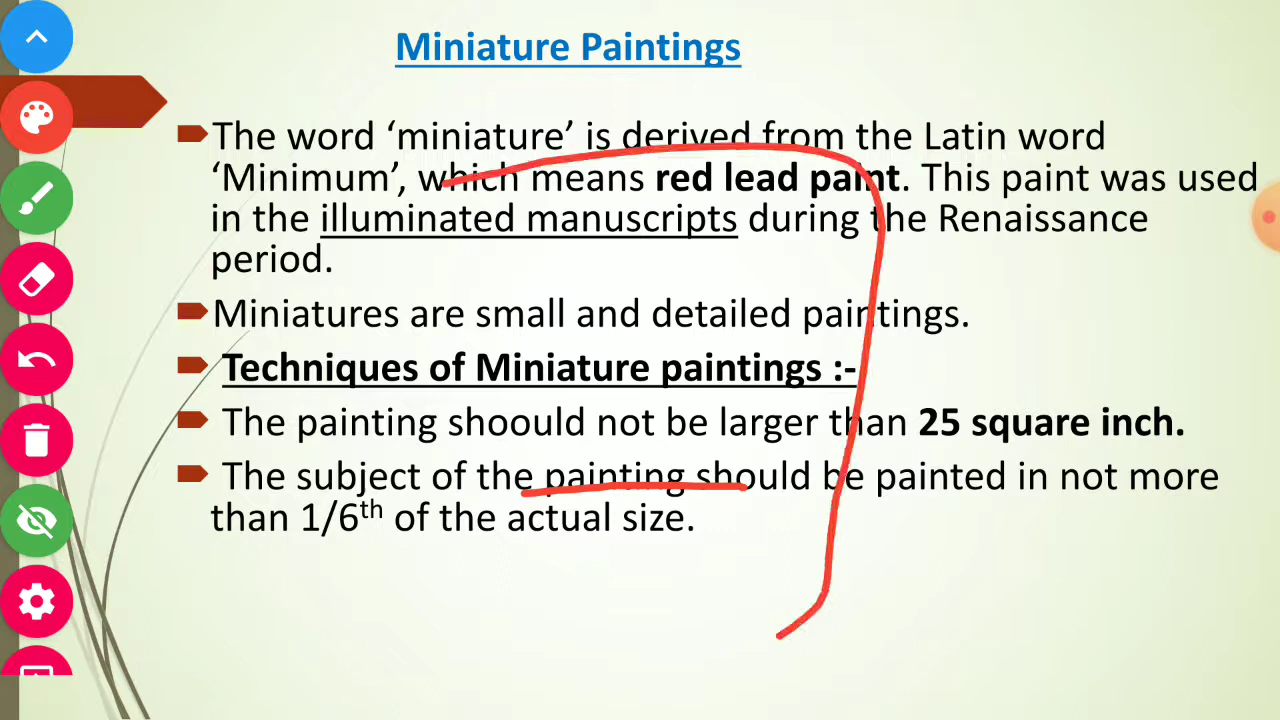 Miniature Paintings
The word ‘miniature’ is derived from the Latin word
‘Minimum’, which means red lead paint. This paint was used
in the illuminated manuscripts during the Renaissance
period.
Miniatures are small and detailed paintings.
Techniques of Miniature paintings :-
The painting shoould not be larger than 25 square inch.
The subject of the painting should be painted in not more
than 1/6th of the actual size.